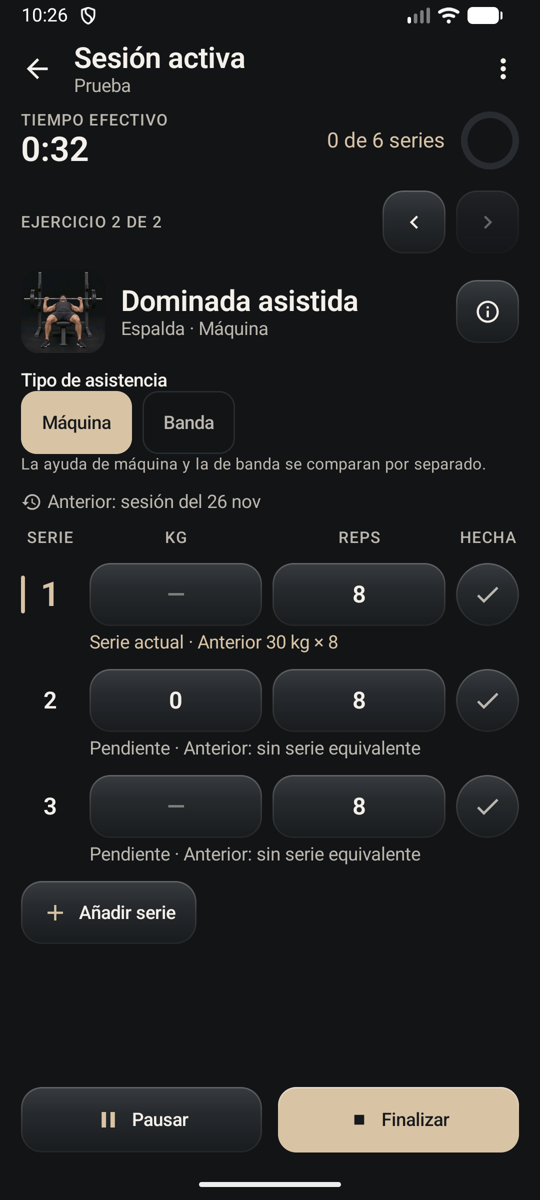 10:26
Sesión activa
Prueba
TIEMPO EFECTIVO
0:32
0 de 6 series
EJERCICIO 2 DE 2
Dominada asistida
Espalda · Máquina
Tipo de asistencia
Máquina Banda
La ayuda de máquina y la de banda se comparan por separado.
Anterior: sesión del 26 nov
SERIE KG REPS HECHA
1 — 8
Serie actual · Anterior 30 kg × 8
2 0 8
Pendiente · Anterior: sin serie equivalente
3 — 8
Pendiente · Anterior: sin serie equivalente
+ Añadir serie
Pausar Finalizar